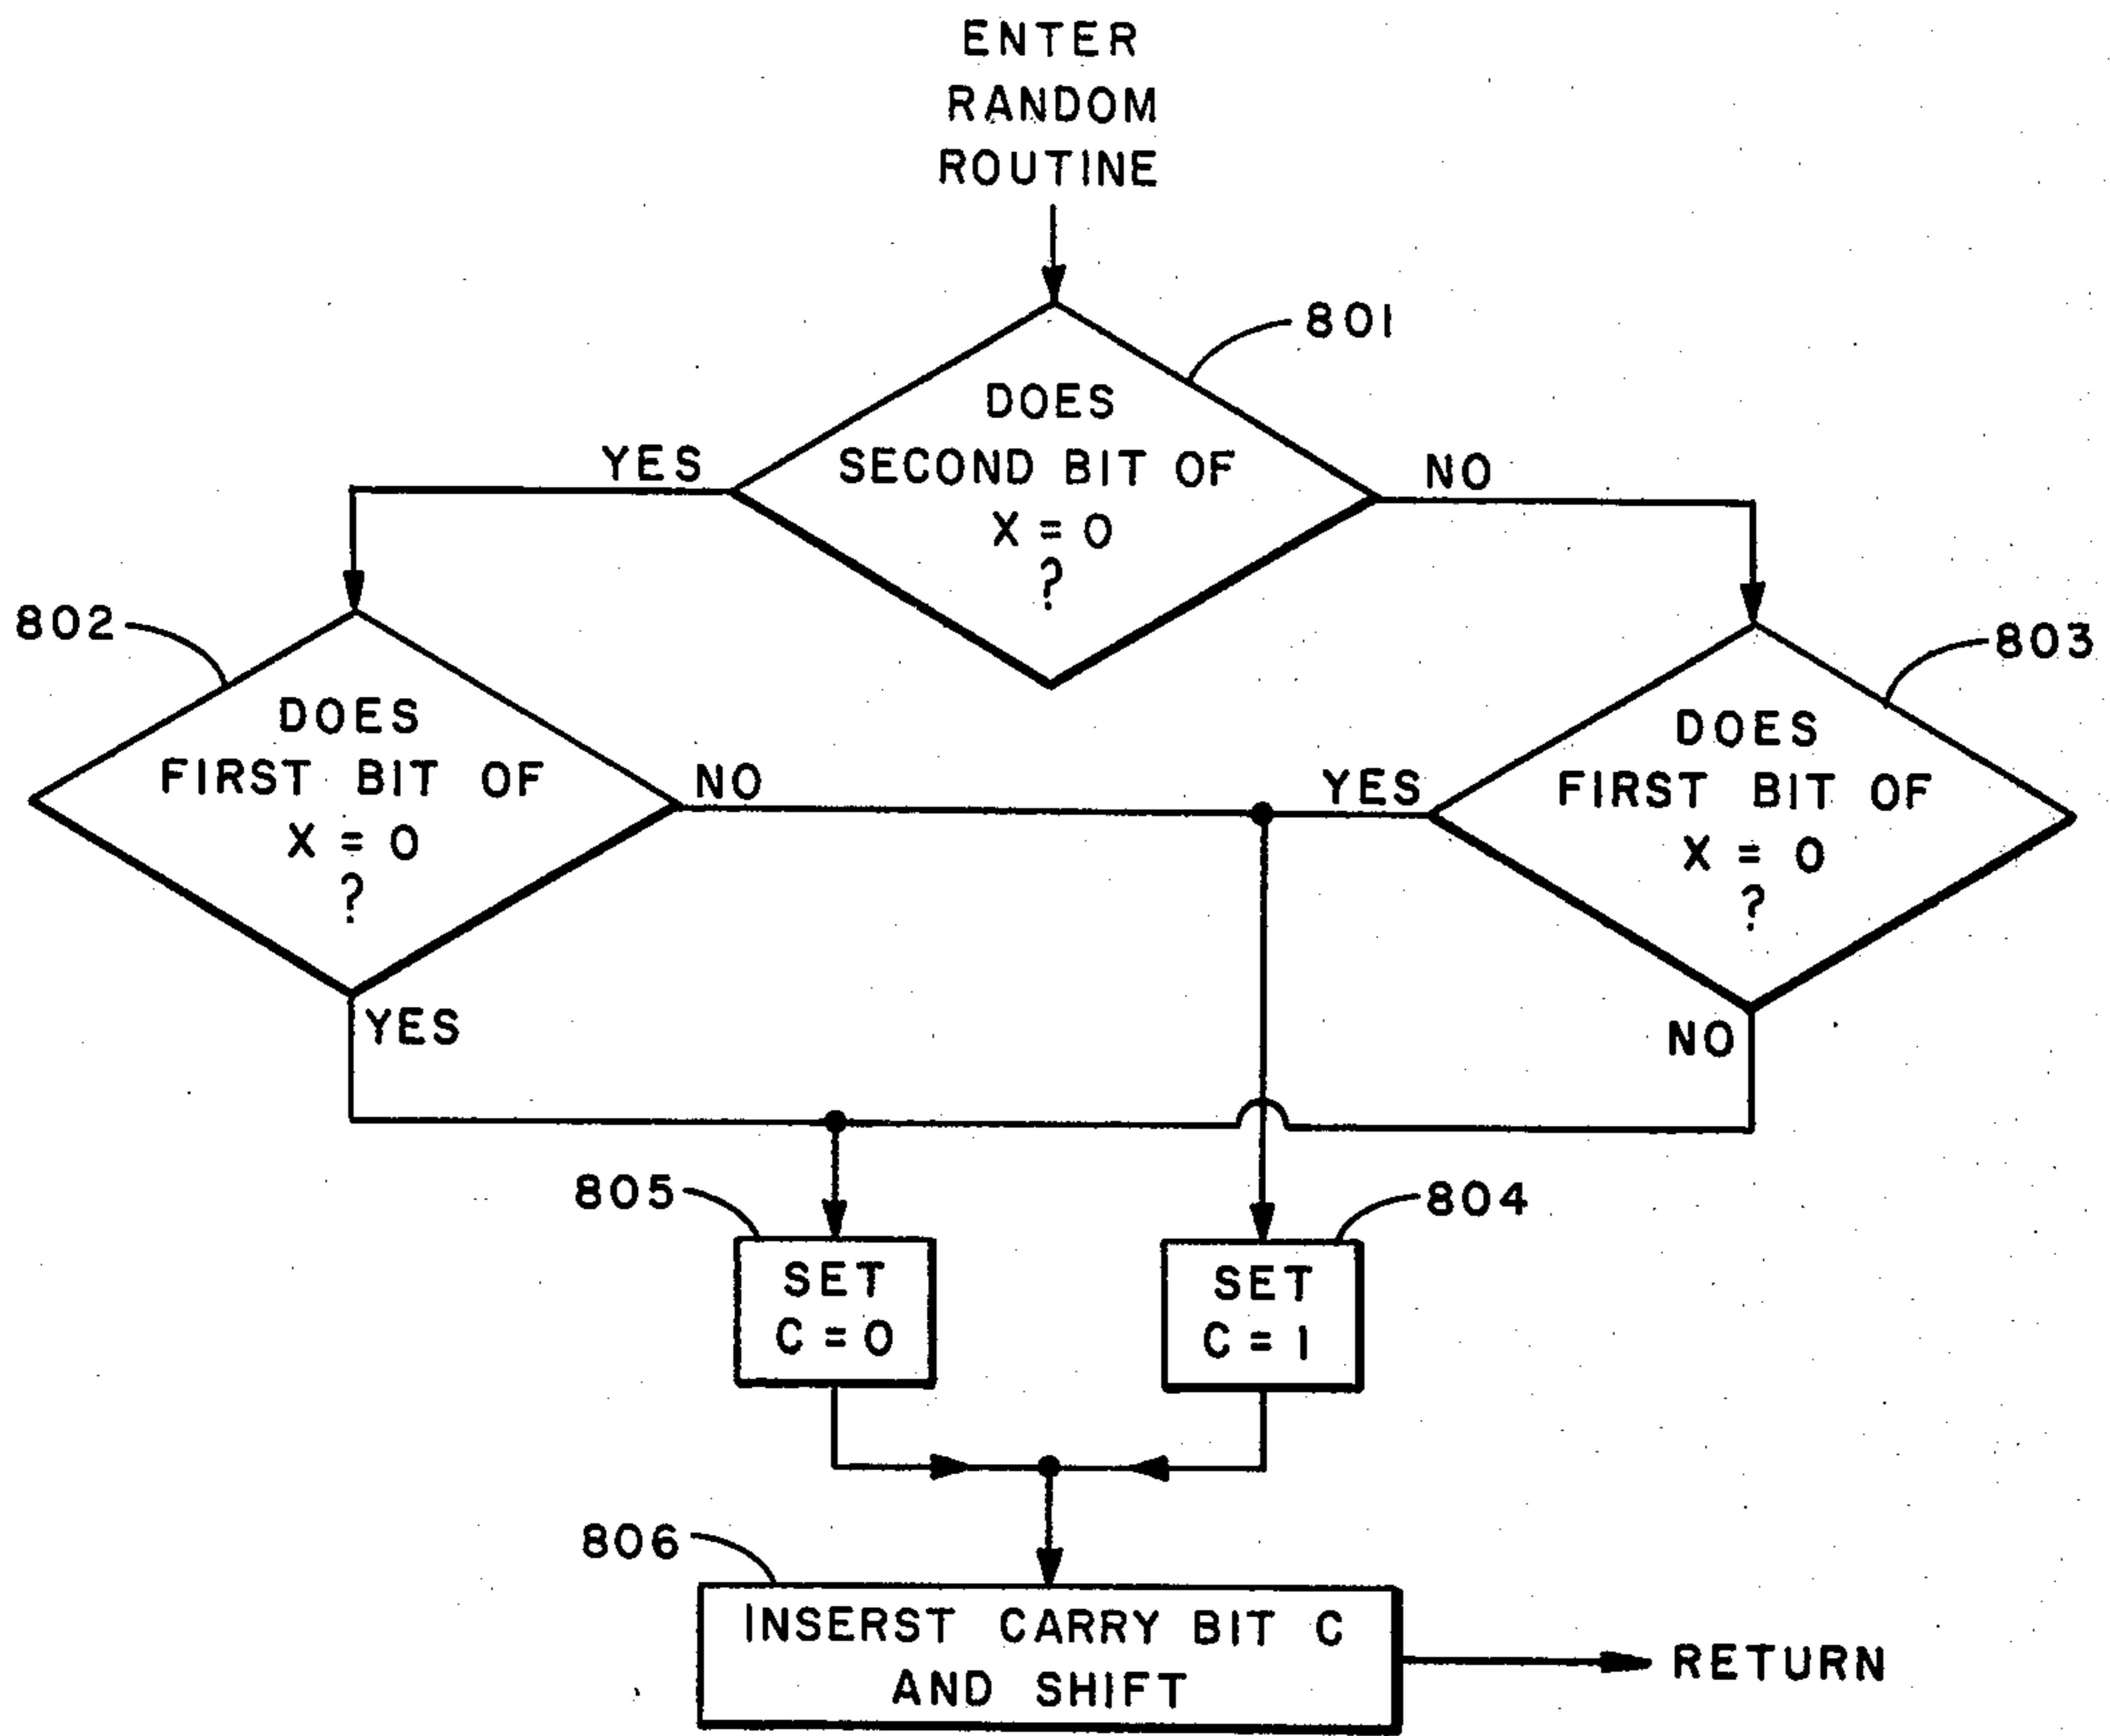 ENTER
RANDOM
ROUTINE
801
DOES
SECOND BIT OF
X = 0
?
YES
NO
802
DOES
FIRST BIT OF
X = 0
?
NO
YES
803
DOES
FIRST BIT OF
X = 0
?
YES
NO
805
SET
C = 0
804
SET
C = 1
806
INSERST CARRY BIT C
AND SHIFT
RETURN